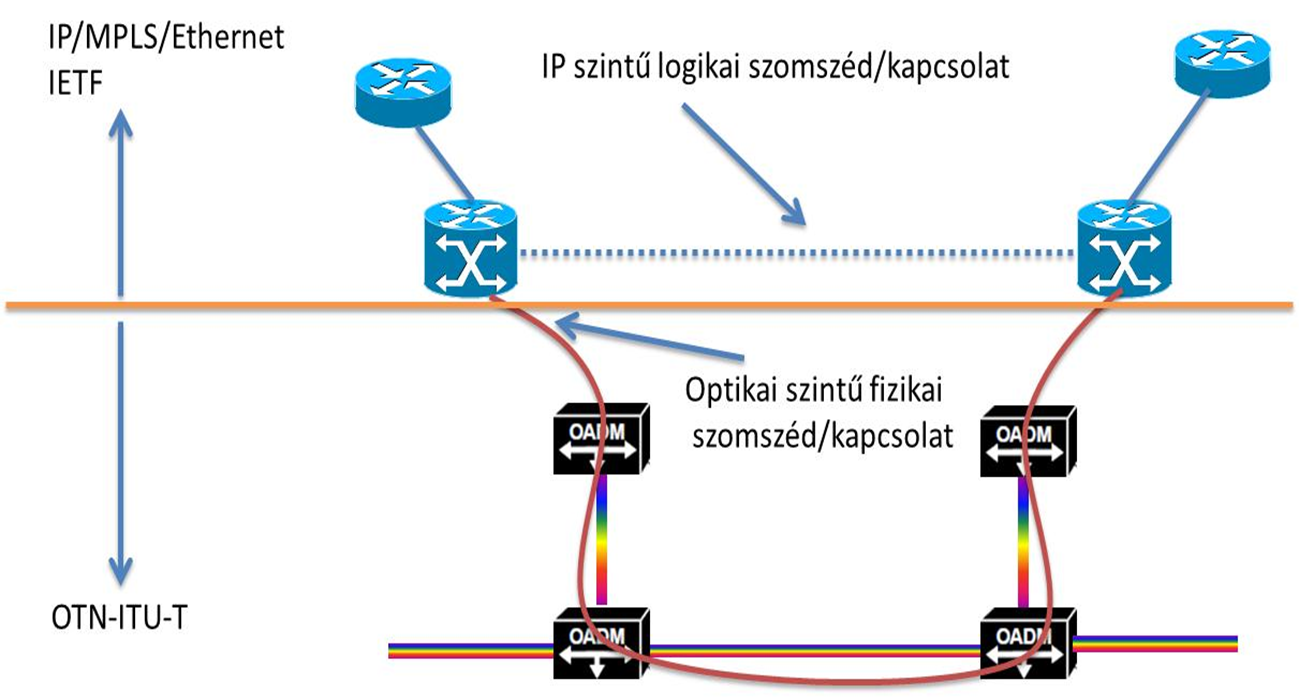 IP/MPLS/Ethernet
IETF
IP szintű logikai szomszéd/kapcsolat
Optikai szintű fizikai
szomszéd/kapcsolat
OADM
OADM
OTN-ITU-T
OADM
OADM